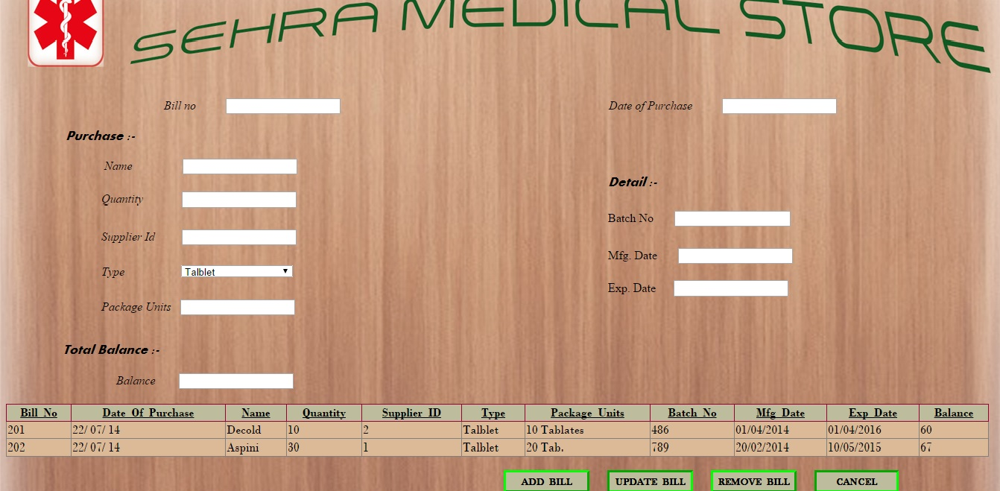 SEHRA MEDICAL STORE
Bill no Date of Purchase
Purchase :-
Name
Detail :-
Quantity
Batch No
Supplier Id
Mfg. Date
Type Talblet
Exp. Date
Package Units
Total Balance :-
Balance
Bill No Date Of Purchase Name Quantity Supplier ID Type Package Units Batch No Mfg Date Exp Date Balance
201 22/ 07/ 14 Decold 10 2 Talblet 10 Tablates 486 01/04/2014 01/04/2016 60
202 22/ 07/ 14 Aspini 30 1 Talblet 20 Tab. 789 20/02/2014 10/05/2015 67
ADD BILL UPDATE BILL REMOVE BILL CANCEL